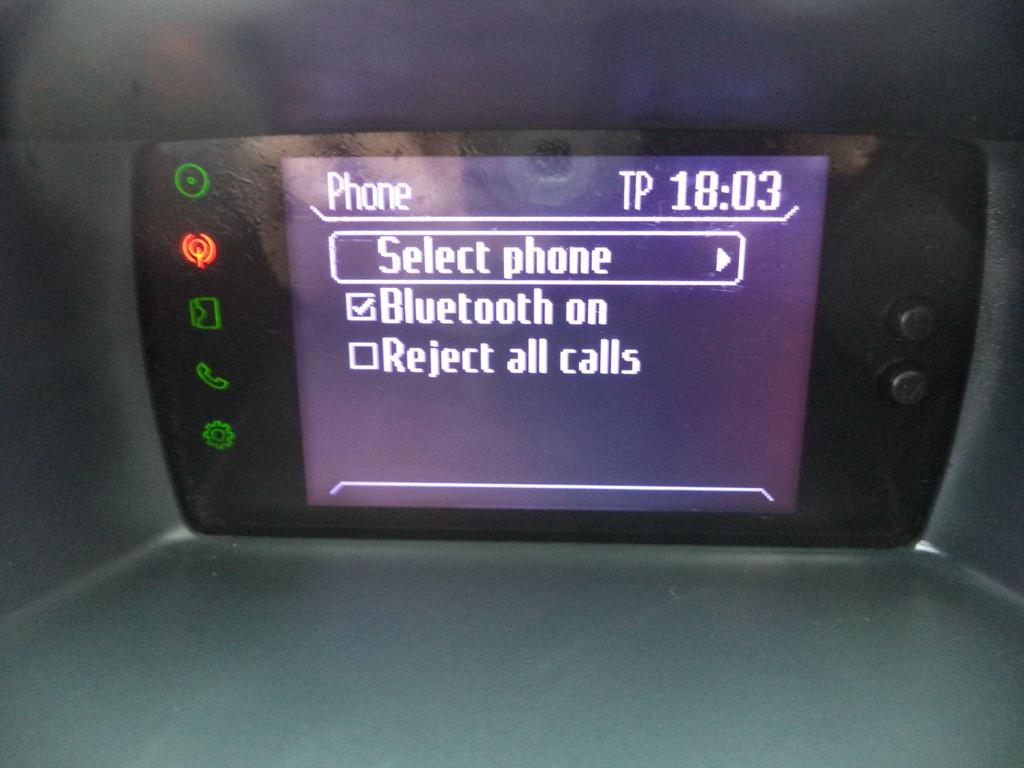 Phone TP 18:03
Select phone
Bluetooth on
Reject all calls